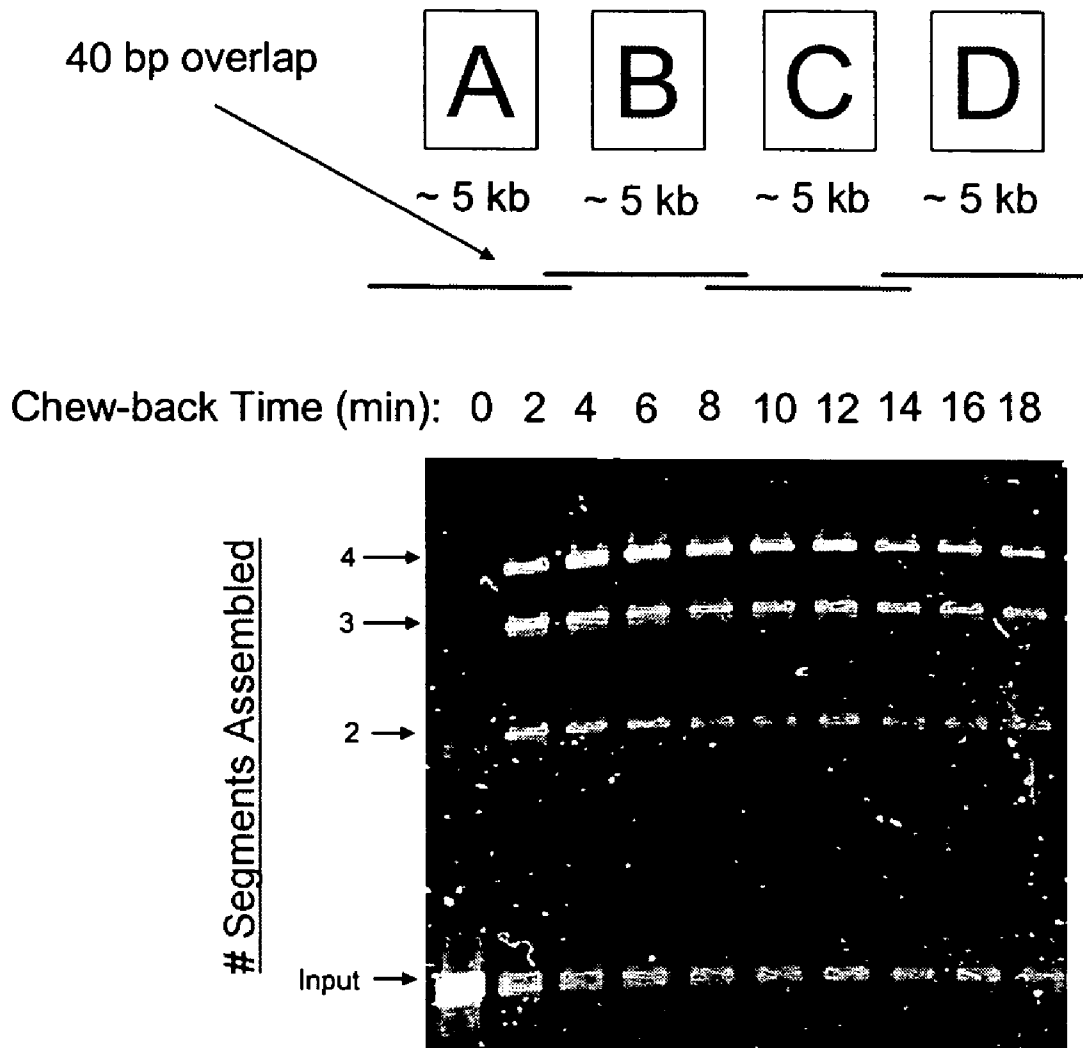 40 bp overlap
A B C D
~ 5 kb ~ 5 kb ~ 5 kb ~ 5 kb
Chew-back Time (min): 0 2 4 6 8 10 12 14 16 18
# Segments Assembled
4
3
2
Input